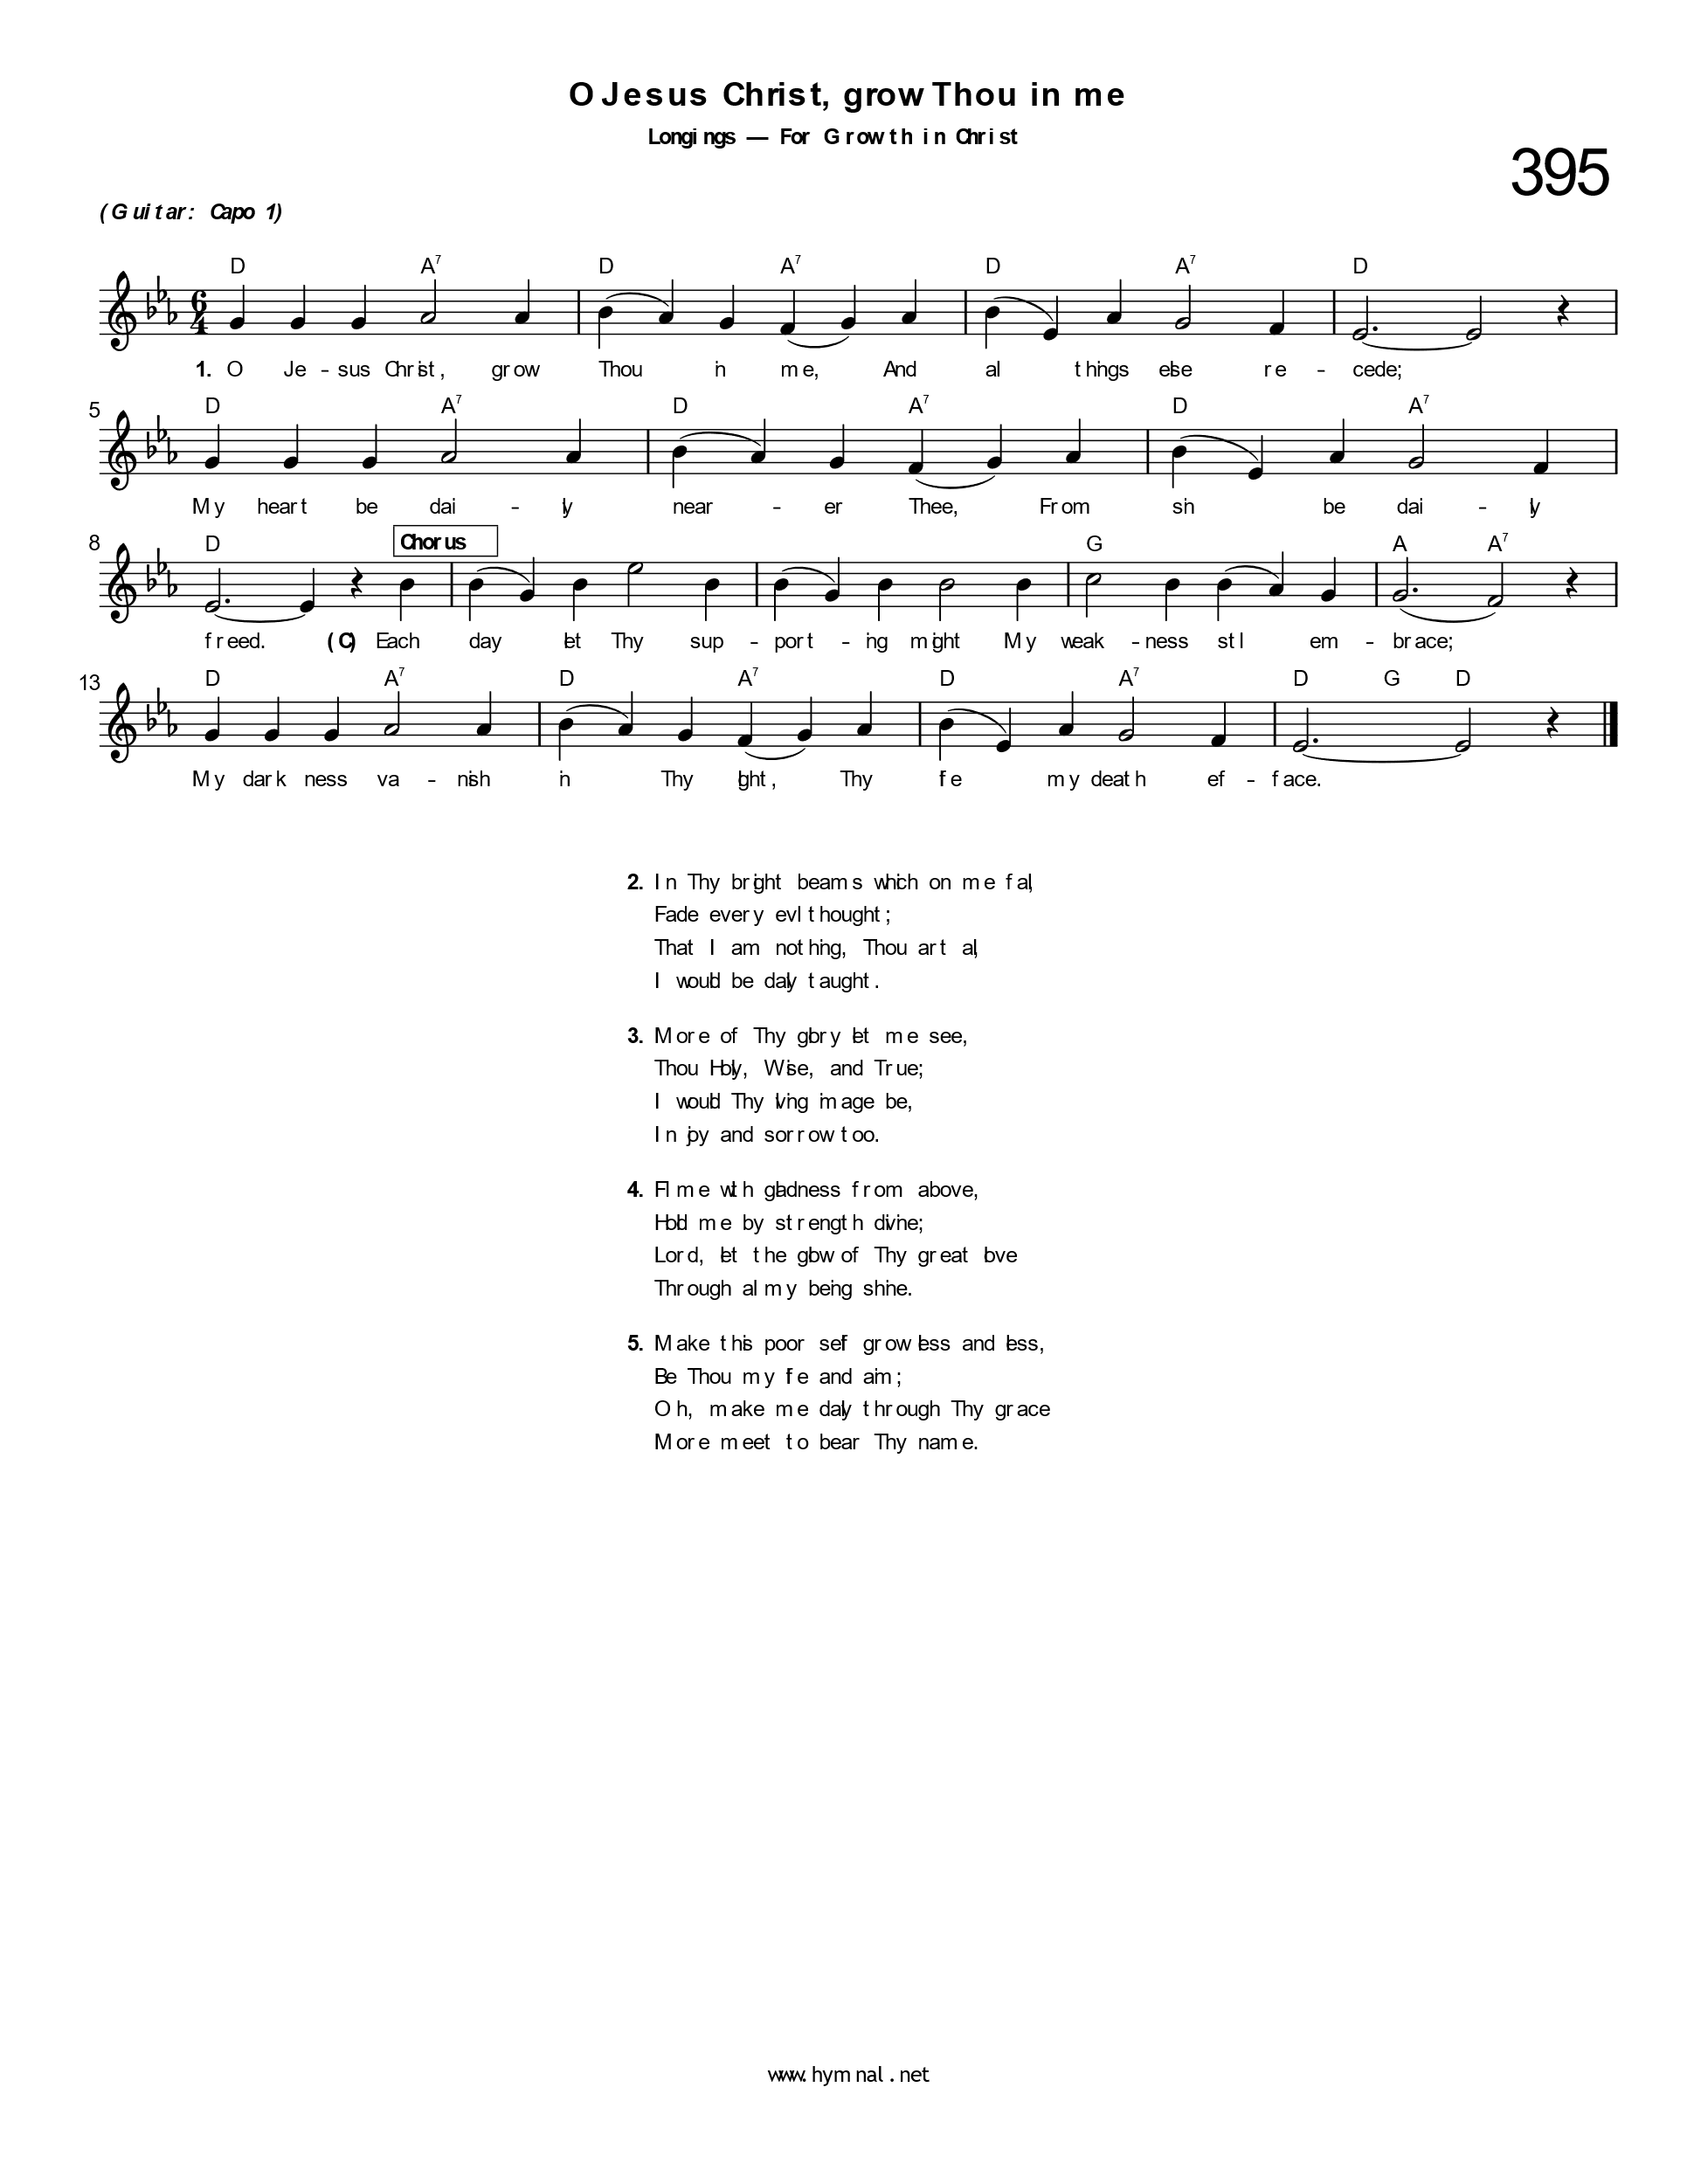 O Jesus Christ, grow Thou in me
Longings — For Growth in Christ
395
(Guitar: Capo 1)
D A7 D A7 D A7 D
6
4
1. O Je - sus Christ, grow Thou in me, And all things else re - cede;
5
D A7 D A7 D A7
My heart be dai - ly near - er Thee, From sin be dai - ly
8
D Chorus G A A7
freed. (C) Each day let Thy sup - port - ing might My weak - ness still em - brace;
13
D A7 D A7 D A7 D G D
My dark ness va - nish in Thy light, Thy life my death ef - face.
2. In Thy bright beams which on me fall,
Fade every evil thought;
That I am nothing, Thou art all,
I would be daily taught.
3. More of Thy glory let me see,
Thou Holy, Wise, and True;
I would Thy living image be,
In joy and sorrow too.
4. Fill me with gladness from above,
Hold me by strength divine;
Lord, let the glow of Thy great love
Through all my being shine.
5. Make this poor self grow less and less,
Be Thou my life and aim;
Oh, make me daily through Thy grace
More meet to bear Thy name.
www.hymnal.net